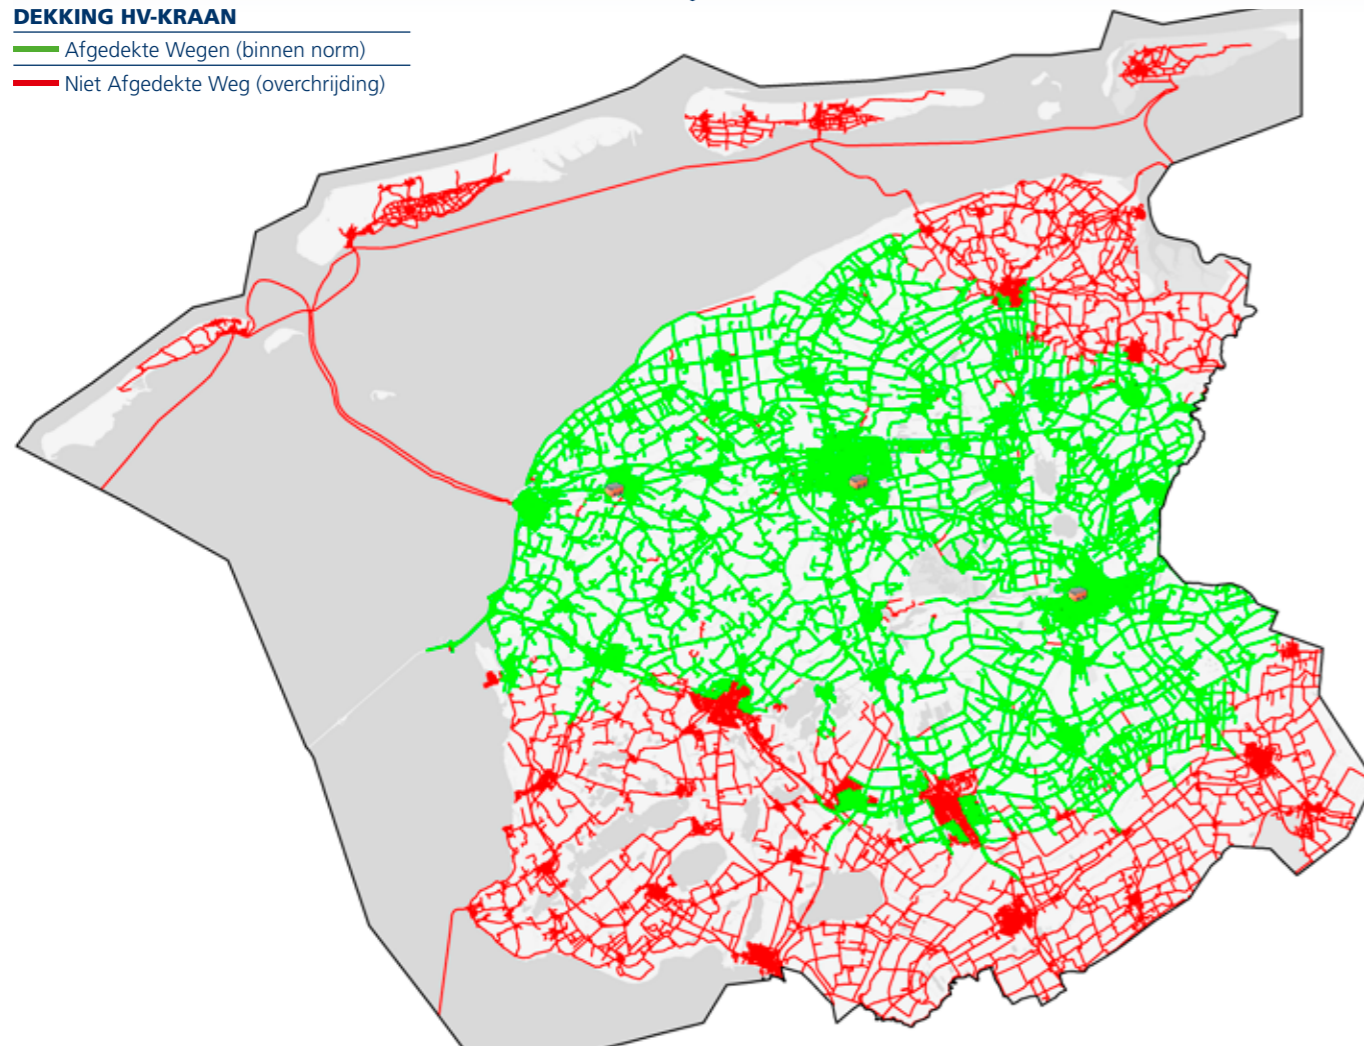 DEKKING HV-KRAAN
Afgedekte Wegen (binnen norm)
Niet Afgedekte Weg (overchrijding)